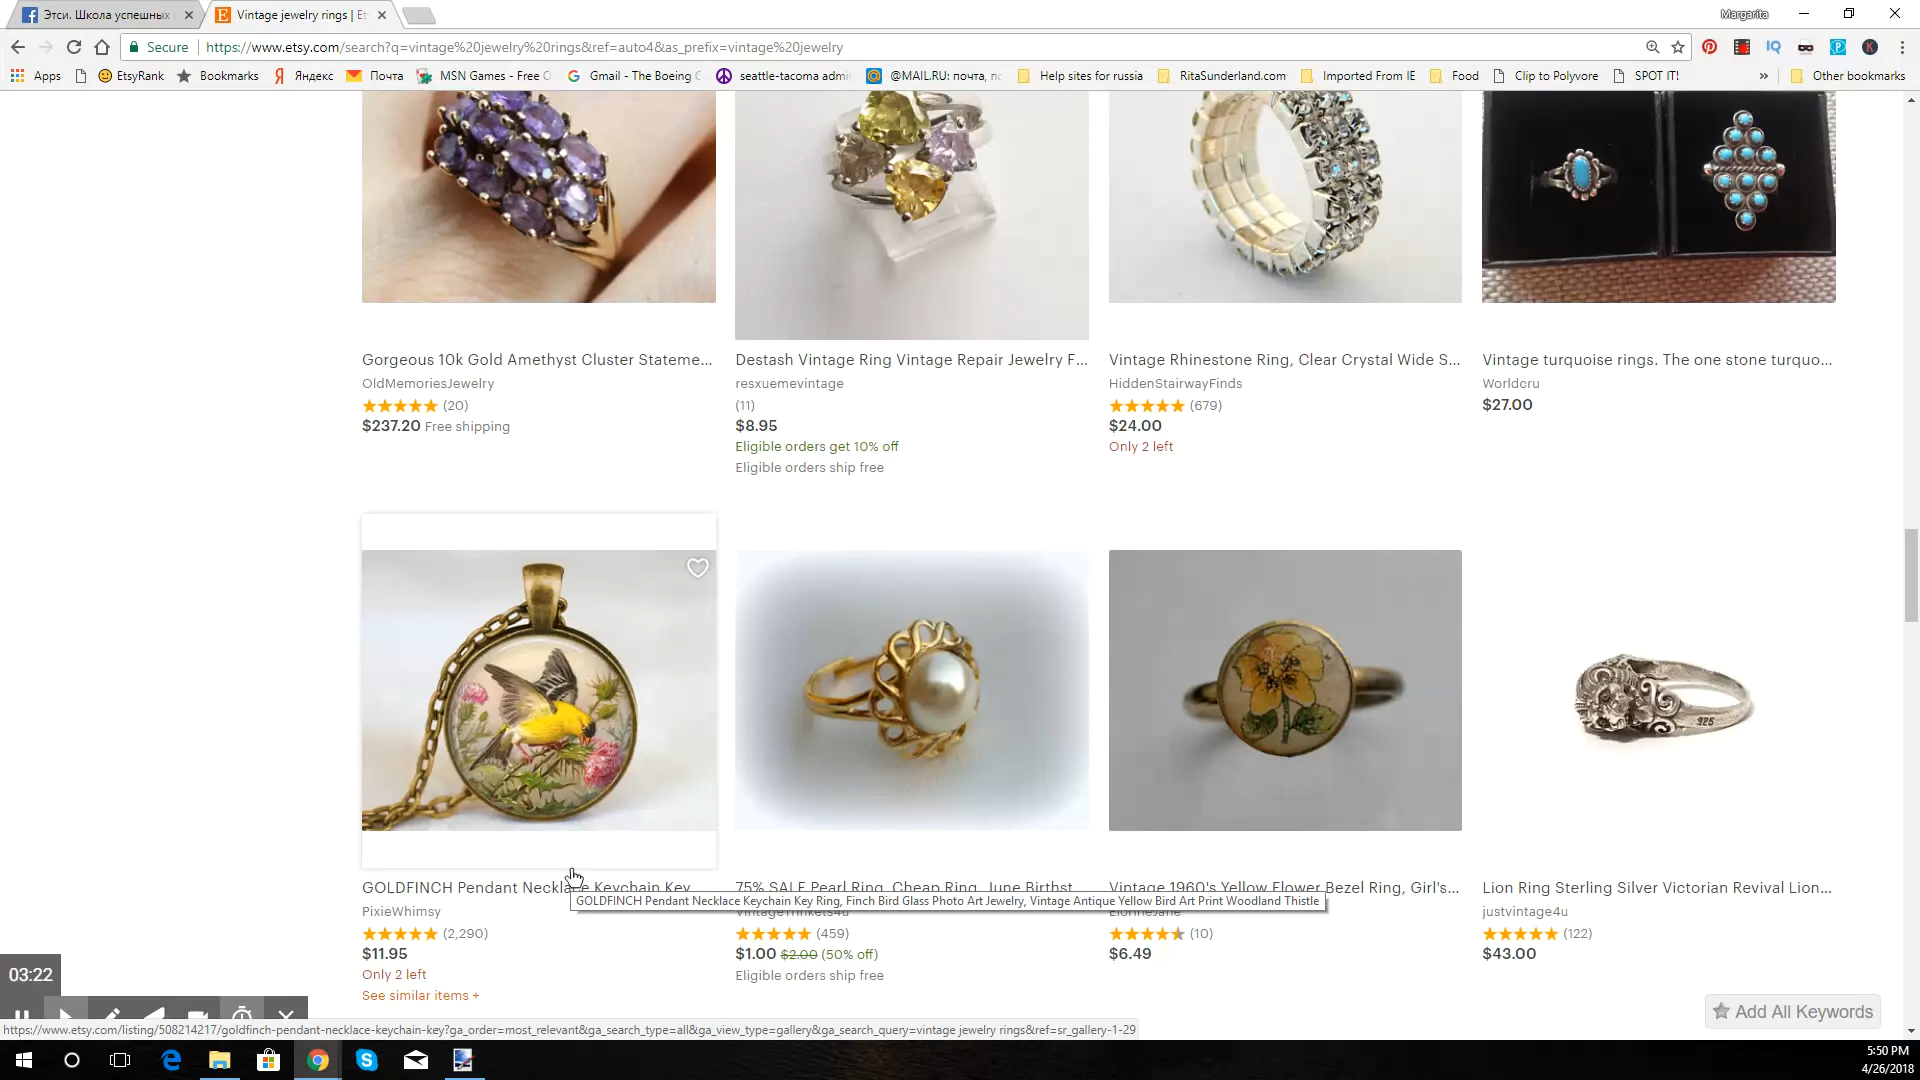 Этси. Школа успешных
Vintage jewelry rings | Et
Margarita
Secure https://www.etsy.com/search?q=vintage%20jewelry%20rings&ref=auto4&as_prefix=vintage%20jewelry
Apps EtsyRank Bookmarks Яндекс Почта MSN Games - Free Gmail - The Boeing seattle-tacoma admi @MAIL.RU: почта, Help sites for russia RitaSunderland.com Imported From IE Food Clip to Polyvore SPOT IT! » Other bookmarks
925
Gorgeous 10k Gold Amethyst Cluster Stateme...
OldMemoriesJewelry
(20)
$237.20 Free shipping
Destash Vintage Ring Vintage Repair Jewelry F...
resxuemevintage
(11)
$8.95
Eligible orders get 10% off
Eligible orders ship free
Vintage Rhinestone Ring, Clear Crystal Wide S...
HiddenStairwayFinds
(679)
$24.00
Only 2 left
Vintage turquoise rings. The one stone turquo...
Worldoru
$27.00
GOLDFINCH Pendant Necklace Keychain Key
PixieWhimsy
(2,290)
$11.95
Only 2 left
See similar items +
GOLDFINCH Pendant Necklace Keychain Key Ring, Finch Bird Glass Photo Art Jewelry, Vintage Antique Yellow Bird Art Print Woodland Thistle
75% SALE Pearl Ring, Cheap Ring, June Birthst
(459)
$1.00 $2.00 (50% off)
Eligible orders ship free
Vintage 1960's Yellow Flower Bezel Ring, Girl's...
(10)
$6.49
Lion Ring Sterling Silver Victorian Revival Lion...
justvintage4u
(122)
$43.00
03:22
Add All Keywords
https://www.etsy.com/listing/508214217/goldfinch-pendant-necklace-keychain-key?ga_order=most_relevant&ga_search_type=all&ga_view_type=gallery&ga_search_query=vintage jewelry rings&ref=sr_gallery-1-29
5:50 PM
4/26/2018